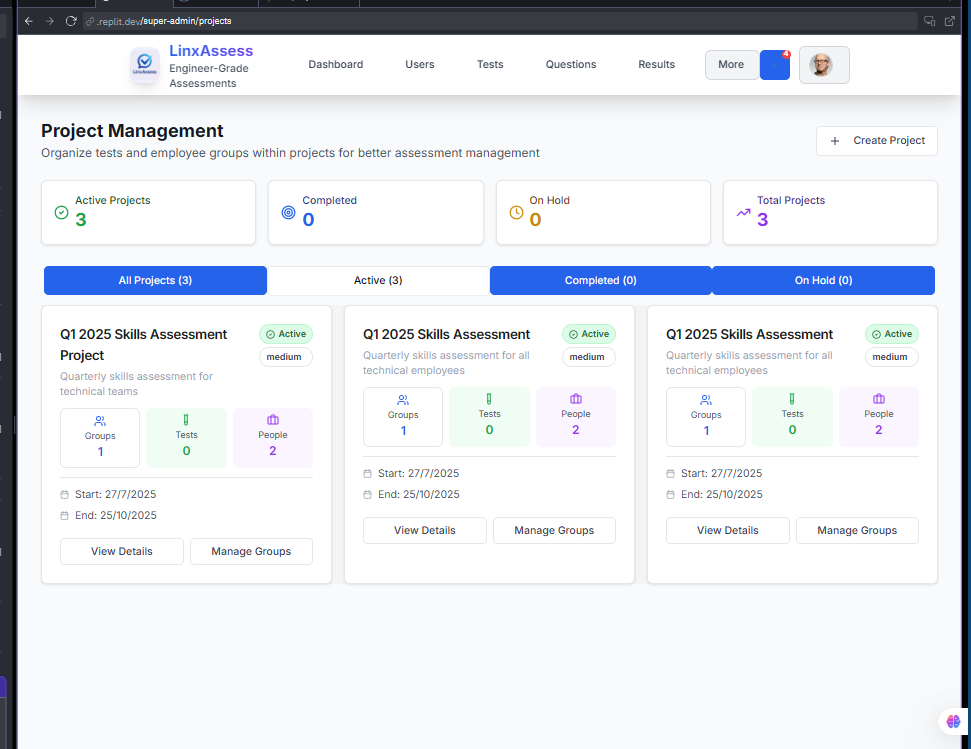 .replit.dev/super-admin/projects
LinxAssess
Engineer-Grade
Assessments
LinxAssess
Dashboard
Users
Tests
Questions
Results
More
4
Project Management
Organize tests and employee groups within projects for better assessment management
Create Project
Active Projects
3
Completed
0
On Hold
0
Total Projects
3
All Projects (3)
Active (3)
Completed (0)
On Hold (0)
Q1 2025 Skills Assessment
Project
Active
medium
Quarterly skills assessment for
technical teams
Groups
1
Tests
0
People
2
Start: 27/7/2025
End: 25/10/2025
View Details
Manage Groups
Q1 2025 Skills Assessment
Active
medium
Quarterly skills assessment for all
technical employees
Groups
1
Tests
0
People
2
Start: 27/7/2025
End: 25/10/2025
View Details
Manage Groups
Q1 2025 Skills Assessment
Active
medium
Quarterly skills assessment for all
technical employees
Groups
1
Tests
0
People
2
Start: 27/7/2025
End: 25/10/2025
View Details
Manage Groups